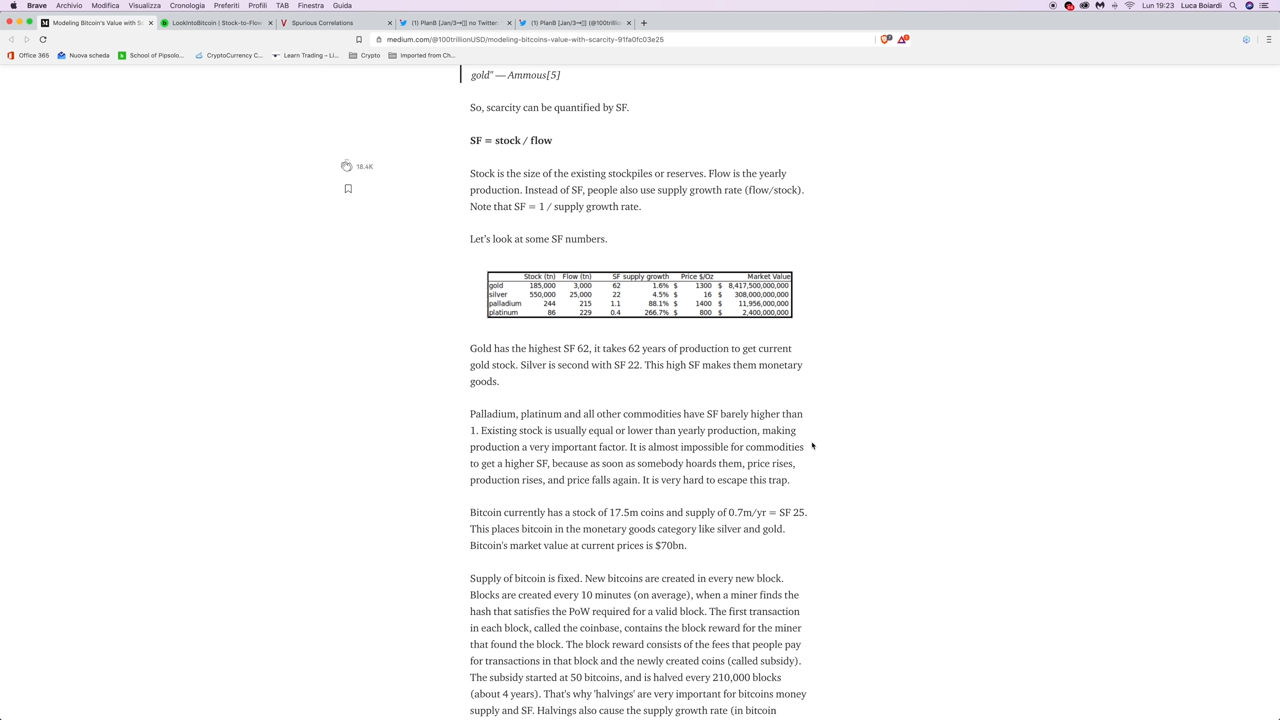 Brave Archivio Modifica Visualizza Cronologia Preferiti Profili TAB Finestra Guida Lun 19:23 Luca Boiardi
Modeling Bitcoin's Value with Sc LookIntoBitcoin | Stock-to-Flow Spurious Correlations (1) PlanB [Jan/3→₿] no Twitter: (1) PlanB [Jan/3→₿] (@100trillio
medium.com/@100trillionUSD/modeling-bitcoins-value-with-scarcity-91fa0fc03e25
Office 365 Nuova scheda School of Pipsolo... CryptoCurrency C... Learn Trading – Li... Crypto Imported from Ch...
gold" — Ammous[5]
So, scarcity can be quantified by SF.
SF = stock / flow
18.4K
Stock is the size of the existing stockpiles or reserves. Flow is the yearly
production. Instead of SF, people also use supply growth rate (flow/stock).
Note that SF = 1 / supply growth rate.
Let's look at some SF numbers.
Stock (tn) Flow (tn) SF supply growth Price $/Oz Market Value
gold 185,000 3,000 62 1.6% $ 1300 $ 8,417,500,000,000
silver 550,000 25,000 22 4.5% $ 16 $ 308,000,000,000
palladium 244 215 1.1 88.1% $ 1400 $ 11,956,000,000
platinum 86 229 0.4 266.7% $ 800 $ 2,400,000,000
Gold has the highest SF 62, it takes 62 years of production to get current
gold stock. Silver is second with SF 22. This high SF makes them monetary
goods.
Palladium, platinum and all other commodities have SF barely higher than
1. Existing stock is usually equal or lower than yearly production, making
production a very important factor. It is almost impossible for commodities
to get a higher SF, because as soon as somebody hoards them, price rises,
production rises, and price falls again. It is very hard to escape this trap.
Bitcoin currently has a stock of 17.5m coins and supply of 0.7m/yr = SF 25.
This places bitcoin in the monetary goods category like silver and gold.
Bitcoin's market value at current prices is $70bn.
Supply of bitcoin is fixed. New bitcoins are created in every new block.
Blocks are created every 10 minutes (on average), when a miner finds the
hash that satisfies the PoW required for a valid block. The first transaction
in each block, called the coinbase, contains the block reward for the miner
that found the block. The block reward consists of the fees that people pay
for transactions in that block and the newly created coins (called subsidy).
The subsidy started at 50 bitcoins, and is halved every 210,000 blocks
(about 4 years). That's why 'halvings' are very important for bitcoins money
supply and SF. Halvings also cause the supply growth rate (in bitcoin